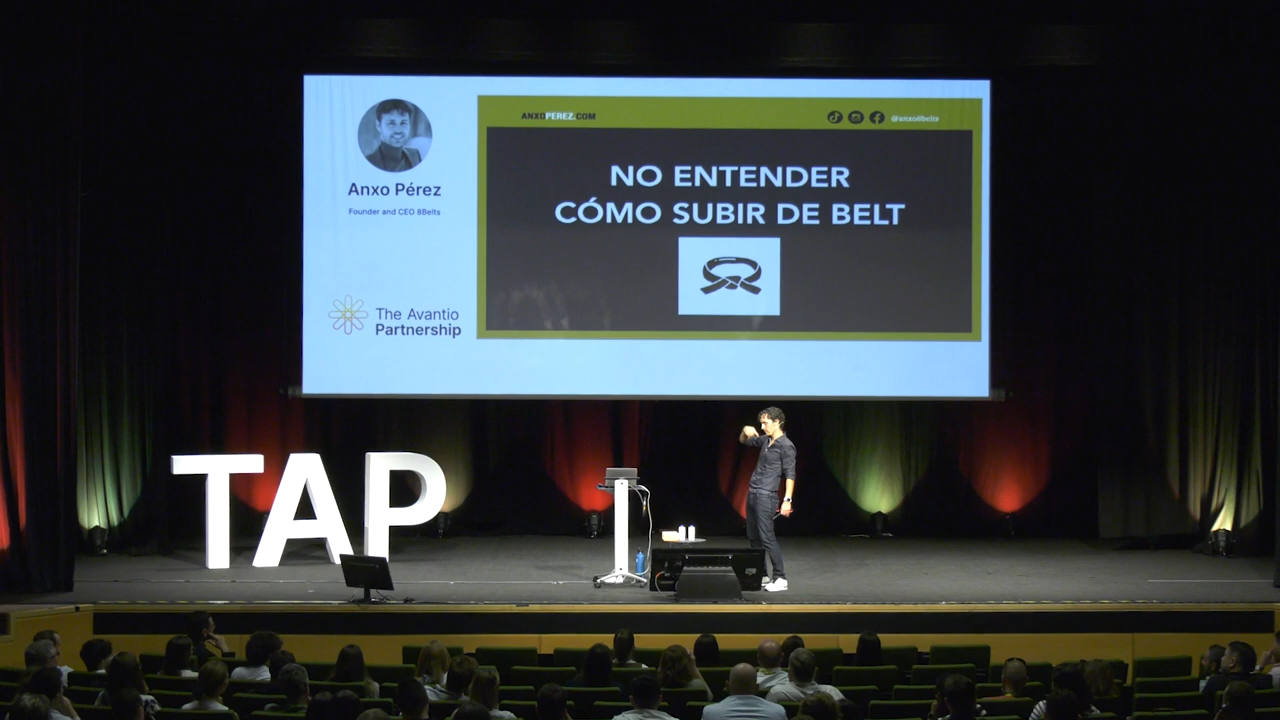 Anxo Pérez
Founder and CEO 8Belts
The Avantio
Partnership
ANXOPEREZ.COM
@anxo8belts
NO ENTENDER
CÓMO SUBIR DE BELT
TAP